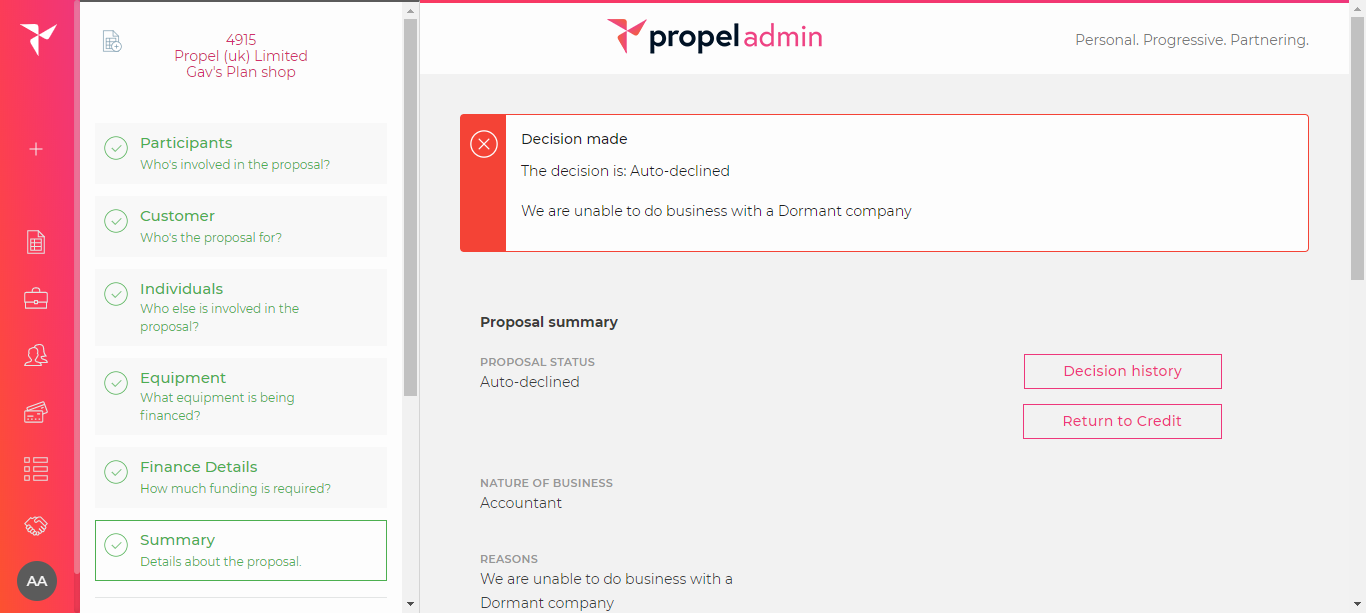 4915
Propel (uk) Limited
Gav's Plan shop
Participants
Who's involved in the proposal?
Customer
Who's the proposal for?
Individuals
Who else is involved in the
proposal?
Equipment
What equipment is being
financed?
Finance Details
How much funding is required?
Summary
Details about the proposal.
AA
propel admin
Personal. Progressive. Partnering.
Decision made
The decision is: Auto-declined
We are unable to do business with a Dormant company
Proposal summary
PROPOSAL STATUS
Auto-declined
Decision history
Return to Credit
NATURE OF BUSINESS
Accountant
REASONS
We are unable to do business with a
Dormant company